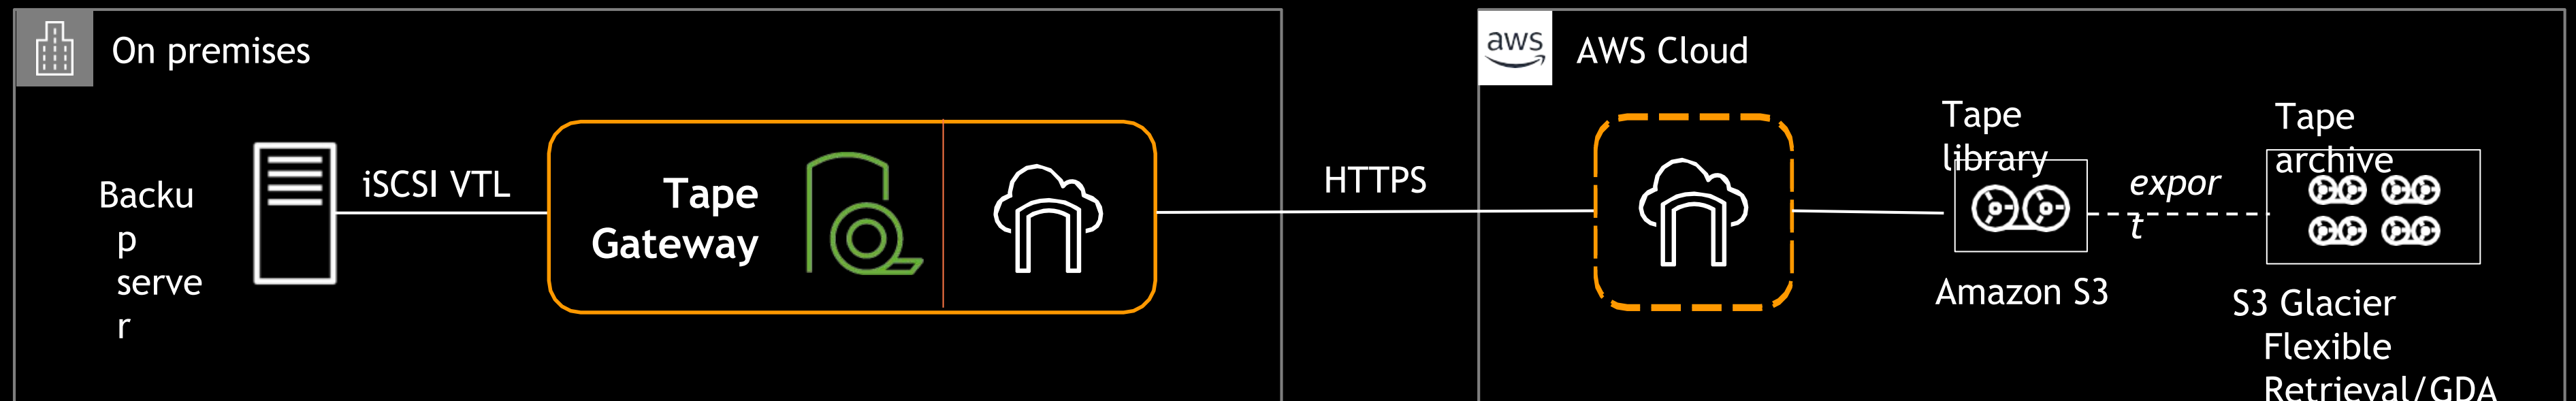 On premises
aws
AWS Cloud
Backu
p
serve
r
iSCSI VTL
Tape
Gateway
HTTPS
Tape
library
Amazon S3
expor
t
Tape
archive
S3 Glacier
Flexible
Retrieval/GDA